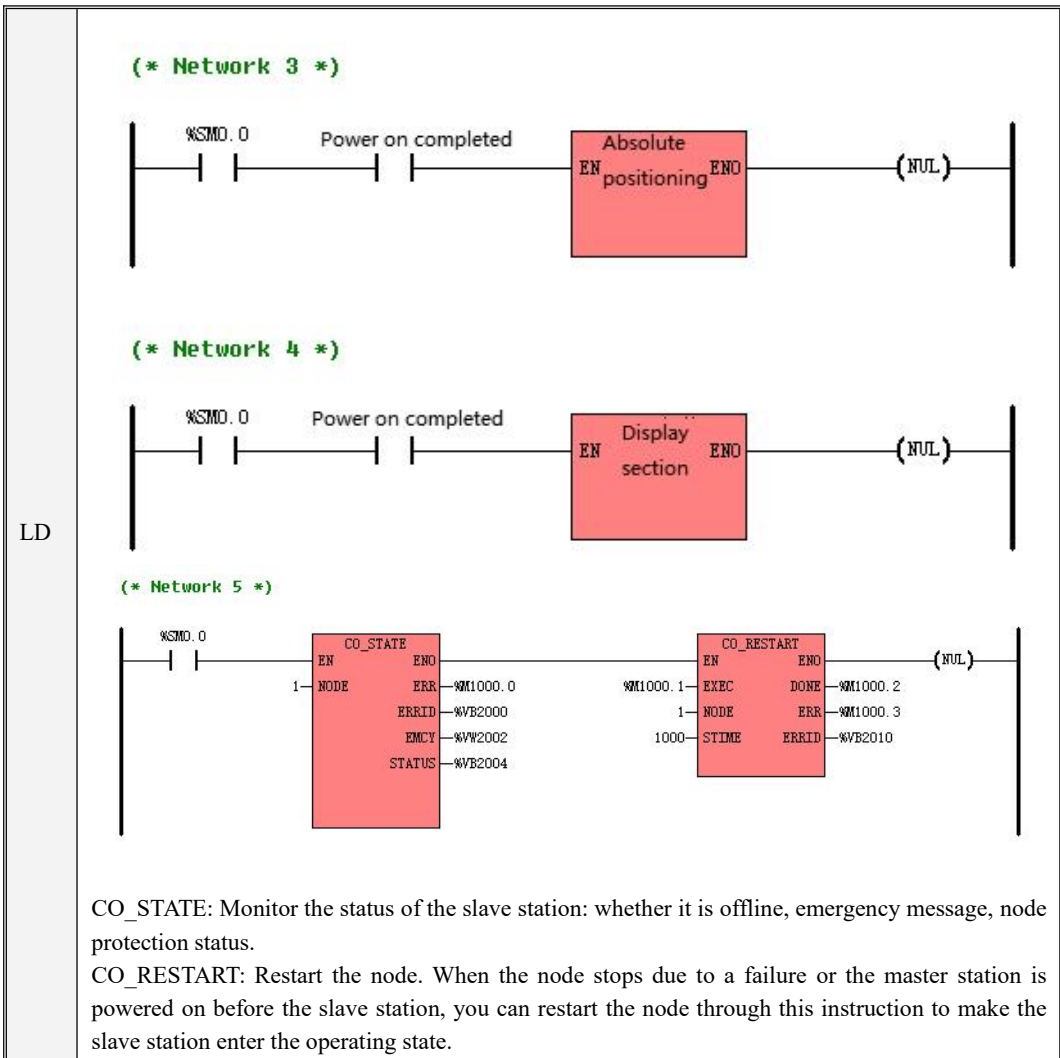 (* Network 3 *)
%SM0.0 Power on completed
Absolute
EN ENO (NUL)
positioning
(* Network 4 *)
%SM0.0 Power on completed
Display
EN ENO (NUL)
section
LD
(* Network 5 *)
%SM0.0
CO_STATE CO_RESTART
EN ENO EN ENO (NUL)
1 NODE ERR %M1000.0 %M1000.1 EXEC DONE %M1000.2
ERRID %VB2000 1 NODE ERR %M1000.3
EMCY %VW2002 1000 STIME ERRID %VB2010
STATUS %VB2004
CO_STATE: Monitor the status of the slave station: whether it is offline, emergency message, node
protection status.
CO_RESTART: Restart the node. When the node stops due to a failure or the master station is
powered on before the slave station, you can restart the node through this instruction to make the
slave station enter the operating state.